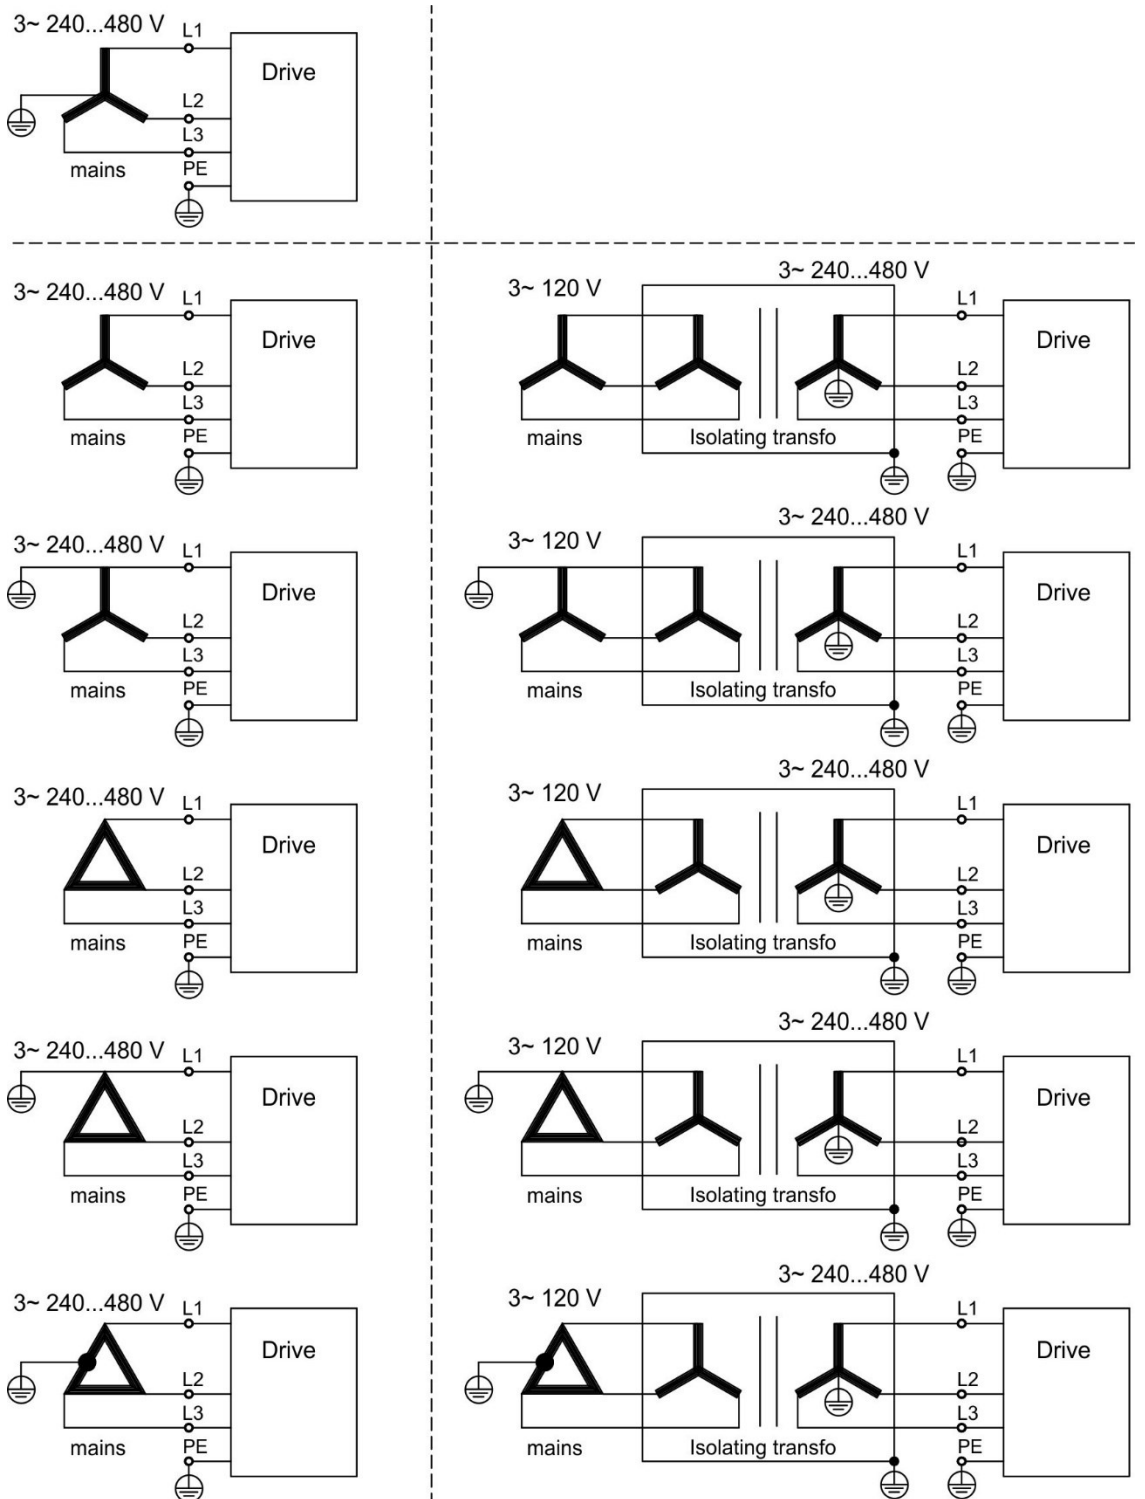 3~ 240...480 V
L1
Drive
L2
L3
mains
PE
3~ 240...480 V
L1
Drive
L2
L3
mains
PE
3~ 120 V
3~ 240...480 V
L1
Drive
L2
L3
mains
Isolating transfo
PE
3~ 240...480 V
L1
Drive
L2
L3
mains
PE
3~ 120 V
3~ 240...480 V
L1
Drive
L2
L3
mains
Isolating transfo
PE
3~ 240...480 V
L1
Drive
L2
L3
mains
PE
3~ 120 V
3~ 240...480 V
L1
Drive
L2
L3
mains
Isolating transfo
PE
3~ 240...480 V
L1
Drive
L2
L3
mains
PE
3~ 120 V
3~ 240...480 V
L1
Drive
L2
L3
mains
Isolating transfo
PE
3~ 240...480 V
L1
Drive
L2
L3
mains
PE
3~ 120 V
3~ 240...480 V
L1
Drive
L2
L3
mains
Isolating transfo
PE